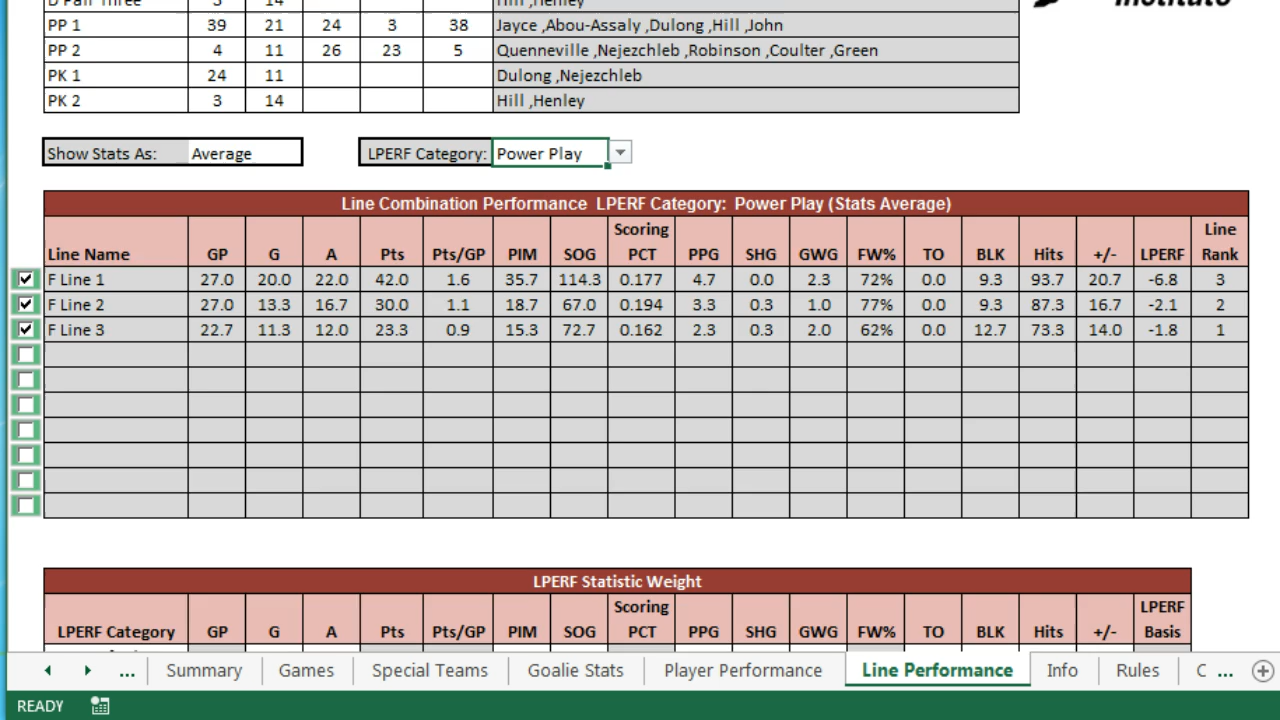 D Pair Three 3 14 Hill ,Henley
PP 1 39 21 24 3 38 Jayce ,Abou-Assaly ,Dulong ,Hill ,John
PP 2 4 11 26 23 5 Quenneville ,Nejezchleb ,Robinson ,Coulter ,Green
PK 1 24 11 Dulong ,Nejezchleb
PK 2 3 14 Hill ,Henley
Show Stats As: Average LPERF Category: Power Play
Line Combination Performance LPERF Category: Power Play (Stats Average)
Line Name GP G A Pts Pts/GP PIM SOG Scoring PCT PPG SHG GWG FW% TO BLK Hits +/- LPERF Line Rank
F Line 1 27.0 20.0 22.0 42.0 1.6 35.7 114.3 0.177 4.7 0.0 2.3 72% 0.0 9.3 93.7 20.7 -6.8 3
F Line 2 27.0 13.3 16.7 30.0 1.1 18.7 67.0 0.194 3.3 0.3 1.0 77% 0.0 9.3 87.3 16.7 -2.1 2
F Line 3 22.7 11.3 12.0 23.3 0.9 15.3 72.7 0.162 2.3 0.3 2.0 62% 0.0 12.7 73.3 14.0 -1.8 1
LPERF Statistic Weight
LPERF Category GP G A Pts Pts/GP PIM SOG Scoring PCT PPG SHG GWG FW% TO BLK Hits +/- LPERF Basis
... Summary Games Special Teams Goalie Stats Player Performance Line Performance Info Rules C ...
READY